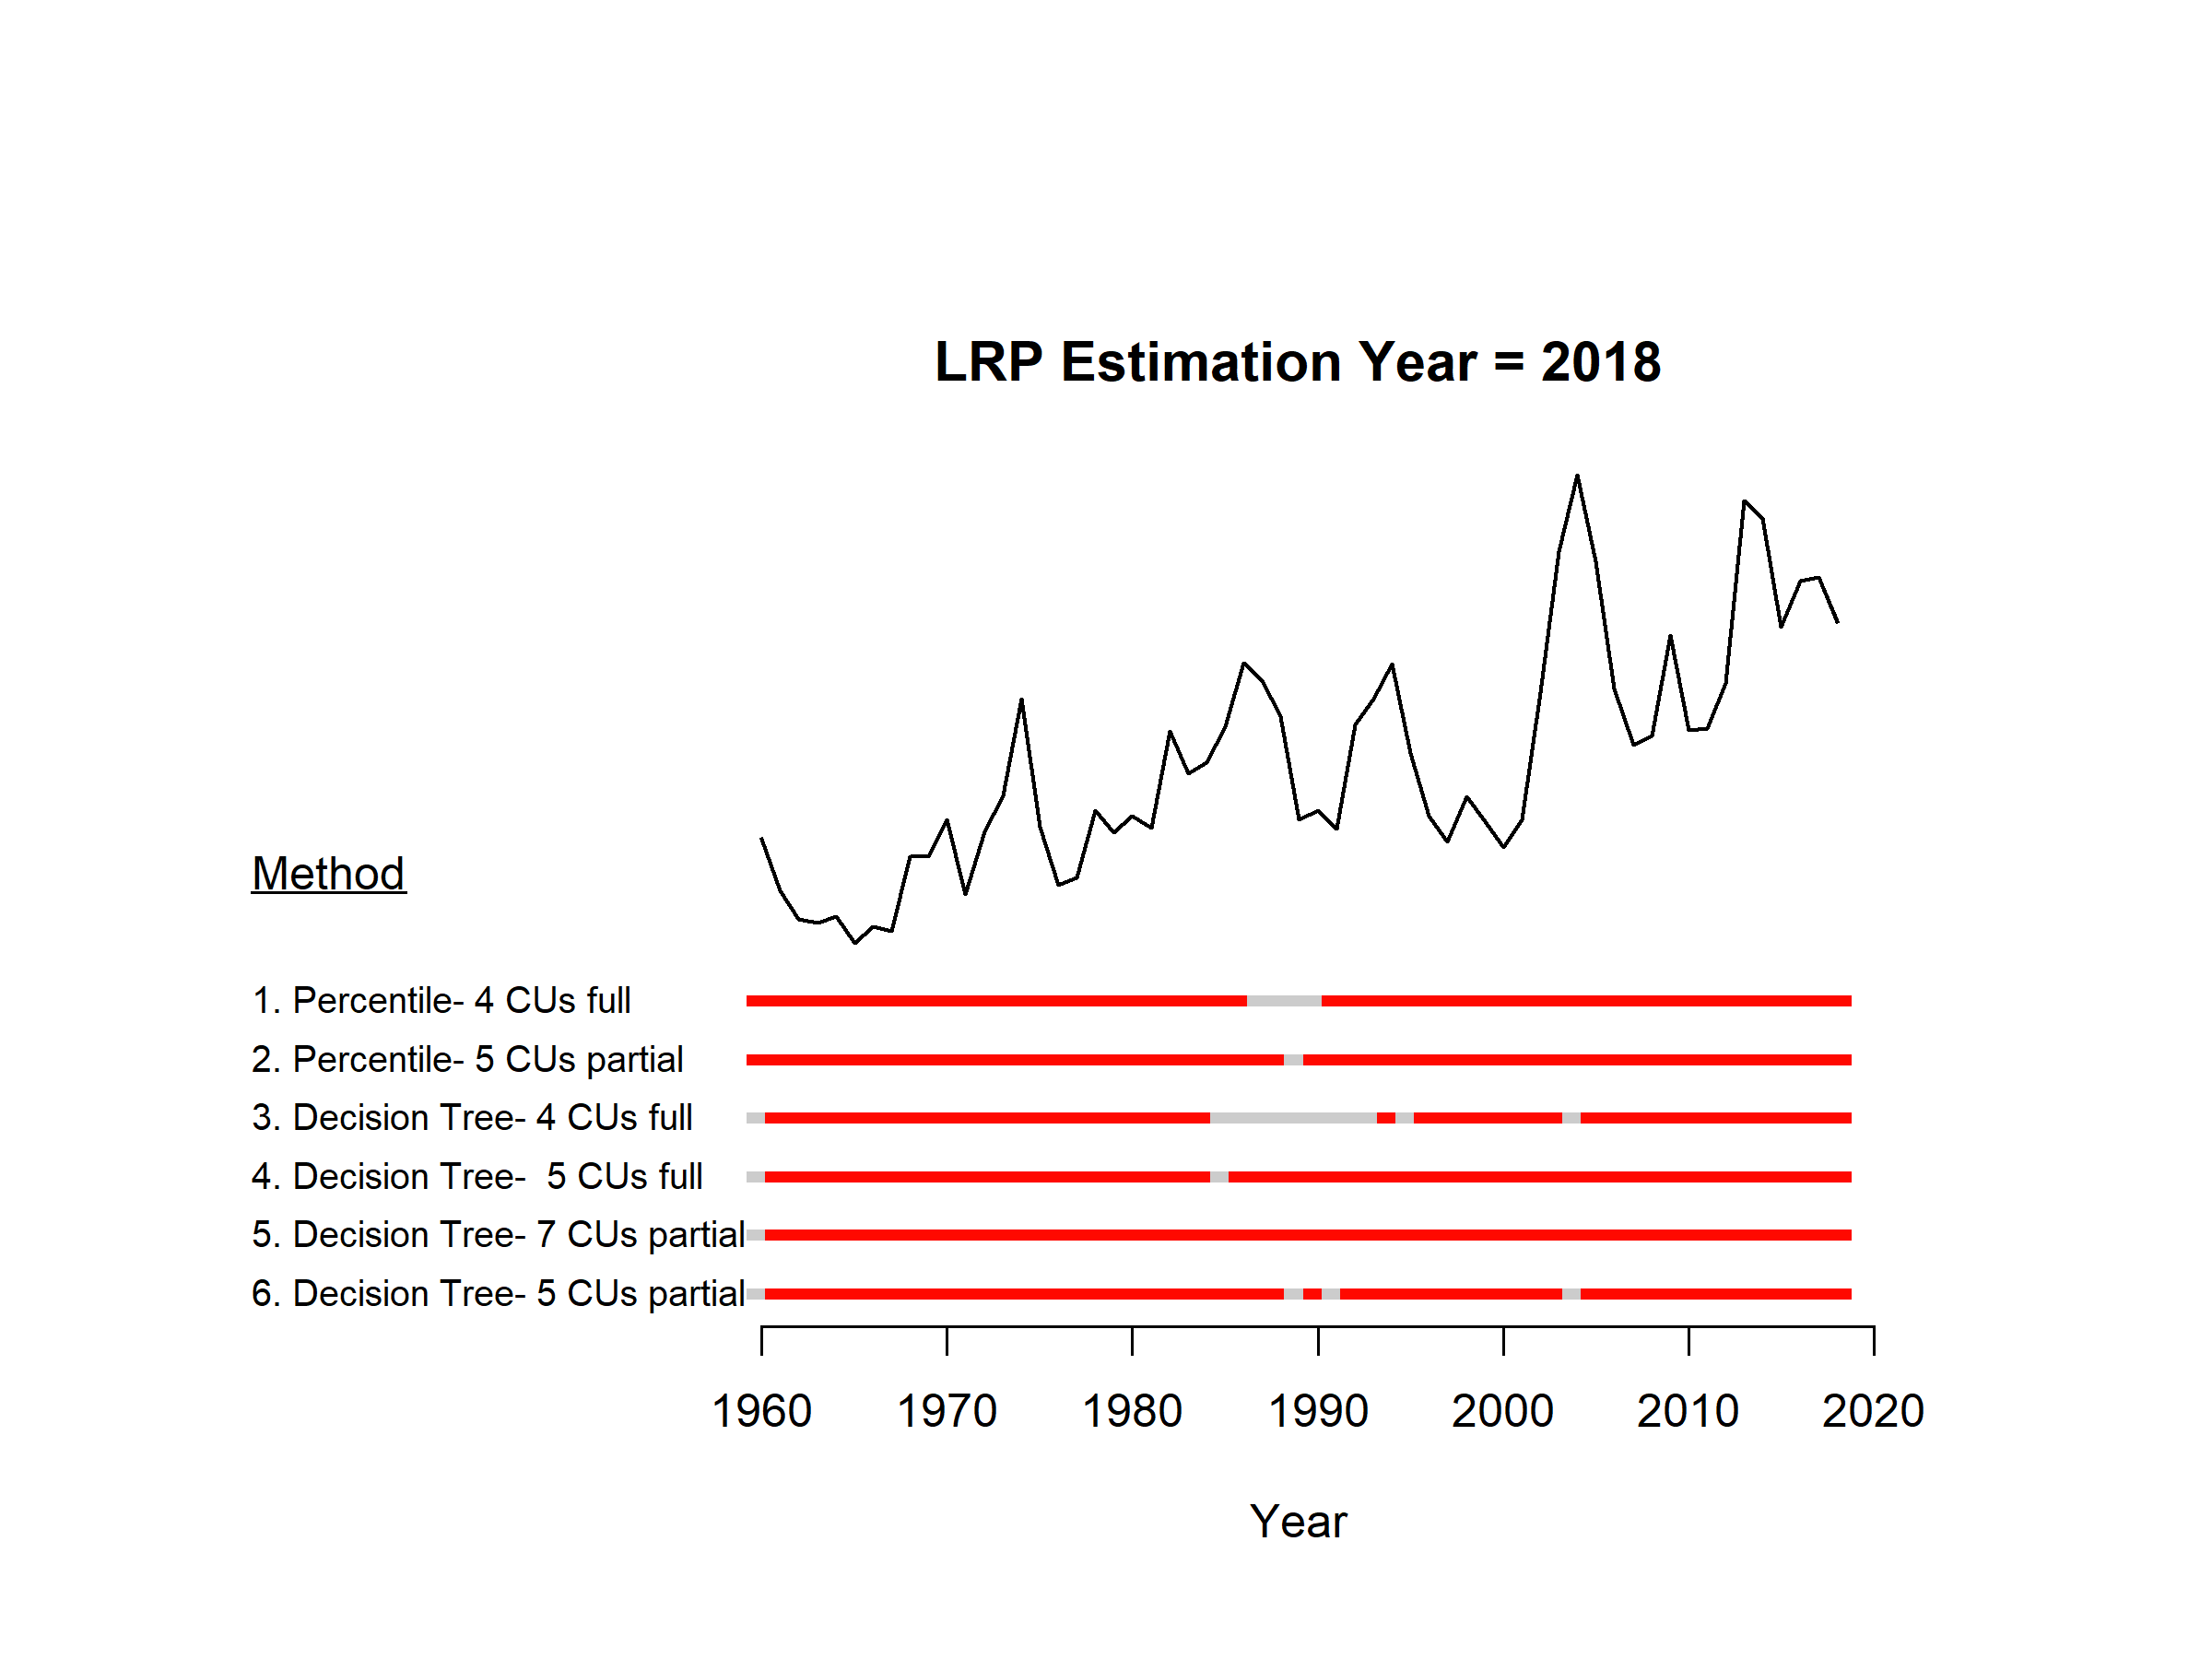 LRP Estimation Year = 2018
Method
1. Percentile- 4 CUs full
2. Percentile- 5 CUs partial
3. Decision Tree- 4 CUs full
4. Decision Tree-  5 CUs full
5. Decision Tree- 7 CUs partial
6. Decision Tree- 5 CUs partial
1960 1970 1980 1990 2000 2010 2020
Year